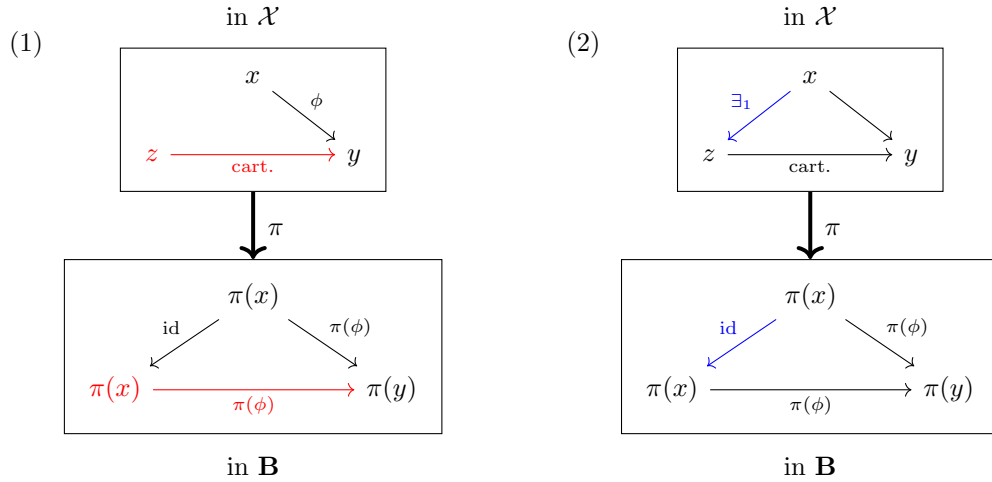 in 𝒳
(1)
x
ϕ
z
cart.
y
π
π(x)
id
π(ϕ)
π(x)
π(ϕ)
π(y)
in B
in 𝒳
(2)
x
∃₁
z
cart.
y
π
π(x)
id
π(ϕ)
π(x)
π(ϕ)
π(y)
in B